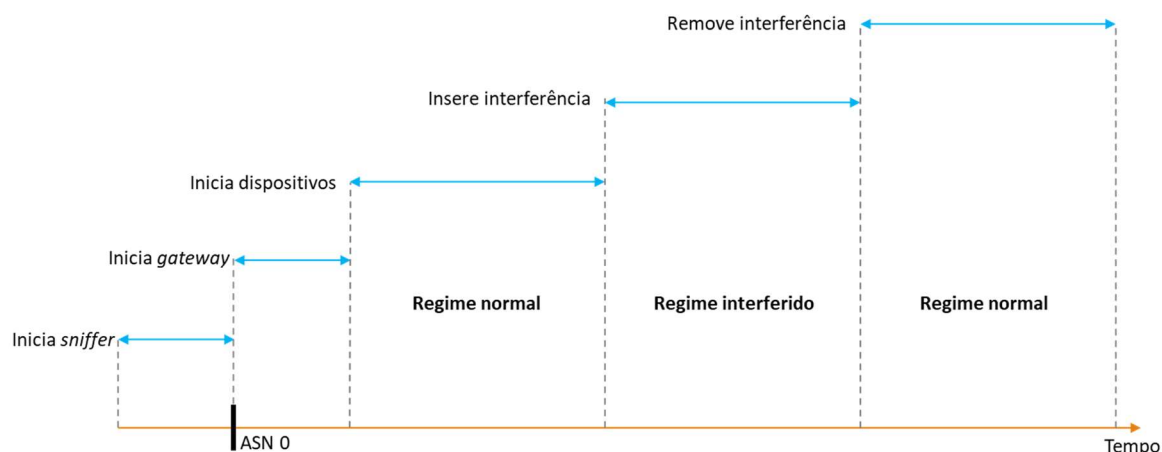 Remove interferência
Insere interferência
Inicia dispositivos
Inicia gateway
Regime normal
Regime interferido
Regime normal
Inicia sniffer
ASN 0
Tempo